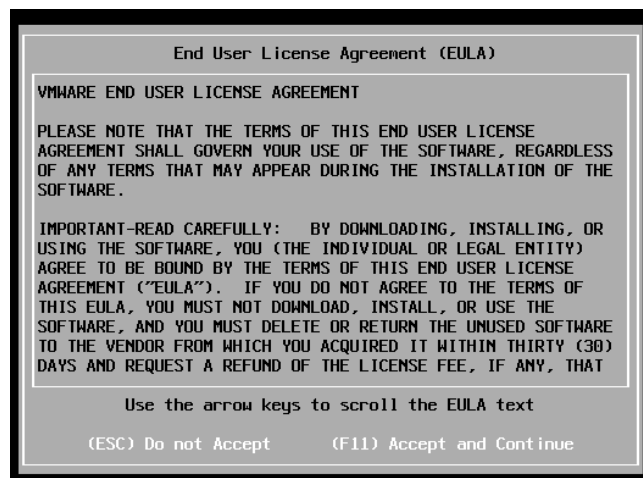 End User License Agreement (EULA)
VMWARE END USER LICENSE AGREEMENT
PLEASE NOTE THAT THE TERMS OF THIS END USER LICENSE
AGREEMENT SHALL GOVERN YOUR USE OF THE SOFTWARE, REGARDLESS
OF ANY TERMS THAT MAY APPEAR DURING THE INSTALLATION OF THE
SOFTWARE.
IMPORTANT-READ CAREFULLY:   BY DOWNLOADING, INSTALLING, OR
USING THE SOFTWARE, YOU (THE INDIVIDUAL OR LEGAL ENTITY)
AGREE TO BE BOUND BY THE TERMS OF THIS END USER LICENSE
AGREEMENT ("EULA").  IF YOU DO NOT AGREE TO THE TERMS OF
THIS EULA, YOU MUST NOT DOWNLOAD, INSTALL, OR USE THE
SOFTWARE, AND YOU MUST DELETE OR RETURN THE UNUSED SOFTWARE
TO THE VENDOR FROM WHICH YOU ACQUIRED IT WITHIN THIRTY (30)
DAYS AND REQUEST A REFUND OF THE LICENSE FEE, IF ANY, THAT
Use the arrow keys to scroll the EULA text
(ESC) Do not Accept     (F11) Accept and Continue